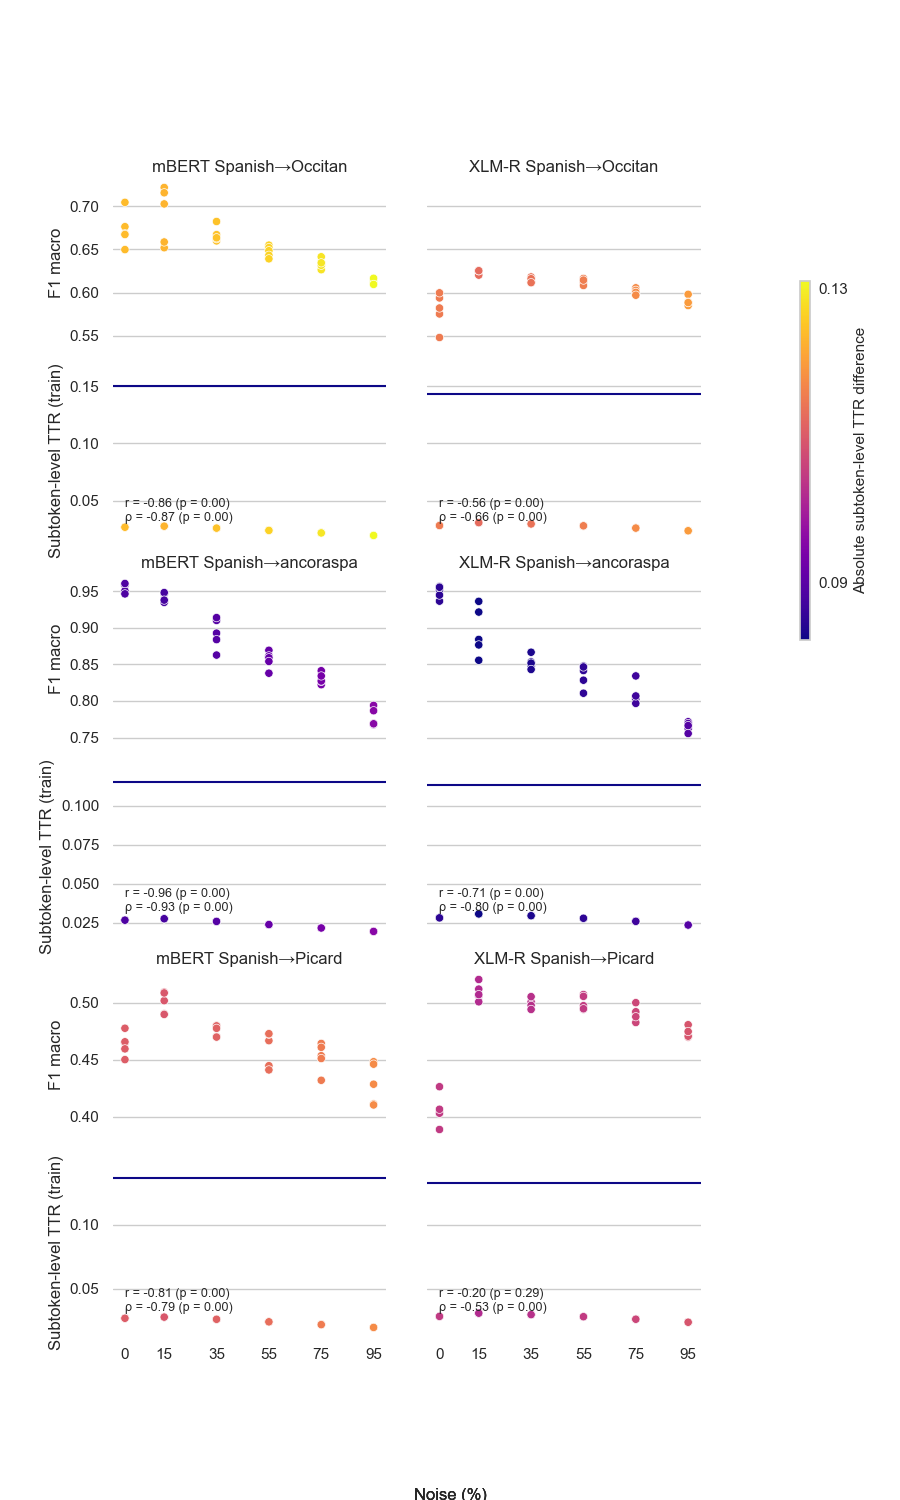 mBERT Spanish→Occitan
XLM-R Spanish→Occitan
F1 macro
0.70
0.65
0.60
0.55
Subtoken-level TTR (train)
0.15
0.10
0.05
r = -0.86 (p = 0.00)
ρ = -0.87 (p = 0.00)
r = -0.56 (p = 0.00)
ρ = -0.66 (p = 0.00)
mBERT Spanish→ancoraspa
XLM-R Spanish→ancoraspa
F1 macro
0.95
0.90
0.85
0.80
0.75
Subtoken-level TTR (train)
0.100
0.075
0.050
0.025
r = -0.96 (p = 0.00)
ρ = -0.93 (p = 0.00)
r = -0.71 (p = 0.00)
ρ = -0.80 (p = 0.00)
mBERT Spanish→Picard
XLM-R Spanish→Picard
F1 macro
0.50
0.45
0.40
Subtoken-level TTR (train)
0.10
0.05
r = -0.81 (p = 0.00)
ρ = -0.79 (p = 0.00)
r = -0.20 (p = 0.29)
ρ = -0.53 (p = 0.00)
0 15 35 55 75 95
0 15 35 55 75 95
Noise (%)
0.13
0.09
Absolute subtoken-level TTR difference